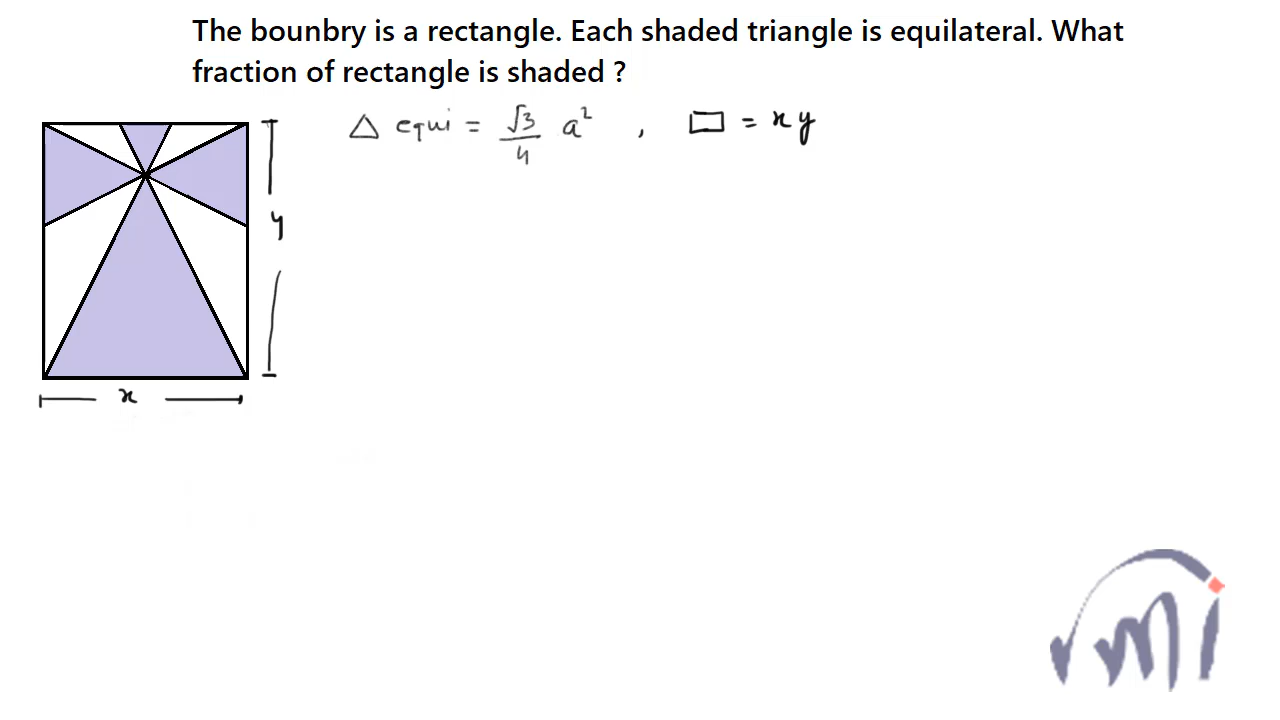 The bounbry is a rectangle. Each shaded triangle is equilateral. What
fraction of rectangle is shaded ?
△ equi = √3/4 a² , ▭ = x y
y
x
rmi